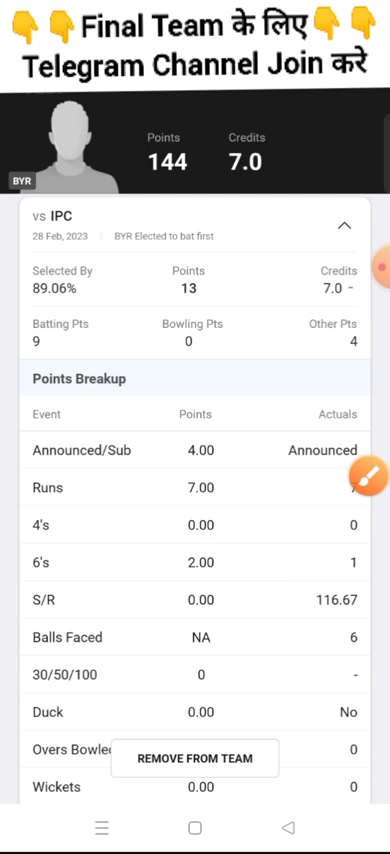 👇👇Final Team के लिए👇👇
Telegram Channel Join करे
Points Credits
144 7.0
BYR
vs IPC
28 Feb, 2023 | BYR Elected to bat first
Selected By Points Credits
89.06% 13 7.0 -
Batting Pts Bowling Pts Other Pts
9 0 4
Points Breakup
Event Points Actuals
Announced/Sub 4.00 Announced
Runs 7.00
4's 0.00 0
6's 2.00 1
S/R 0.00 116.67
Balls Faced NA 6
30/50/100 0 -
Duck 0.00 No
Overs 0
REMOVE FROM TEAM
Wickets 0.00 0